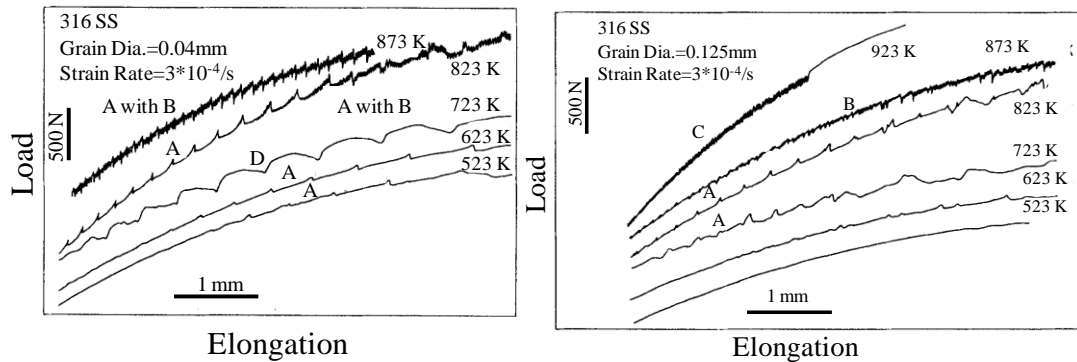 316 SS
Grain Dia.=0.04mm
Strain Rate=3*10⁻⁴/s
873 K
823 K
A with B
A with B
723 K
A
D
623 K
A
523 K
A
500 N
Load
1 mm
Elongation
316 SS
Grain Dia.=0.125mm
Strain Rate=3*10⁻⁴/s
923 K
873 K
B
823 K
C
723 K
A
623 K
A
523 K
500 N
Load
1 mm
Elongation